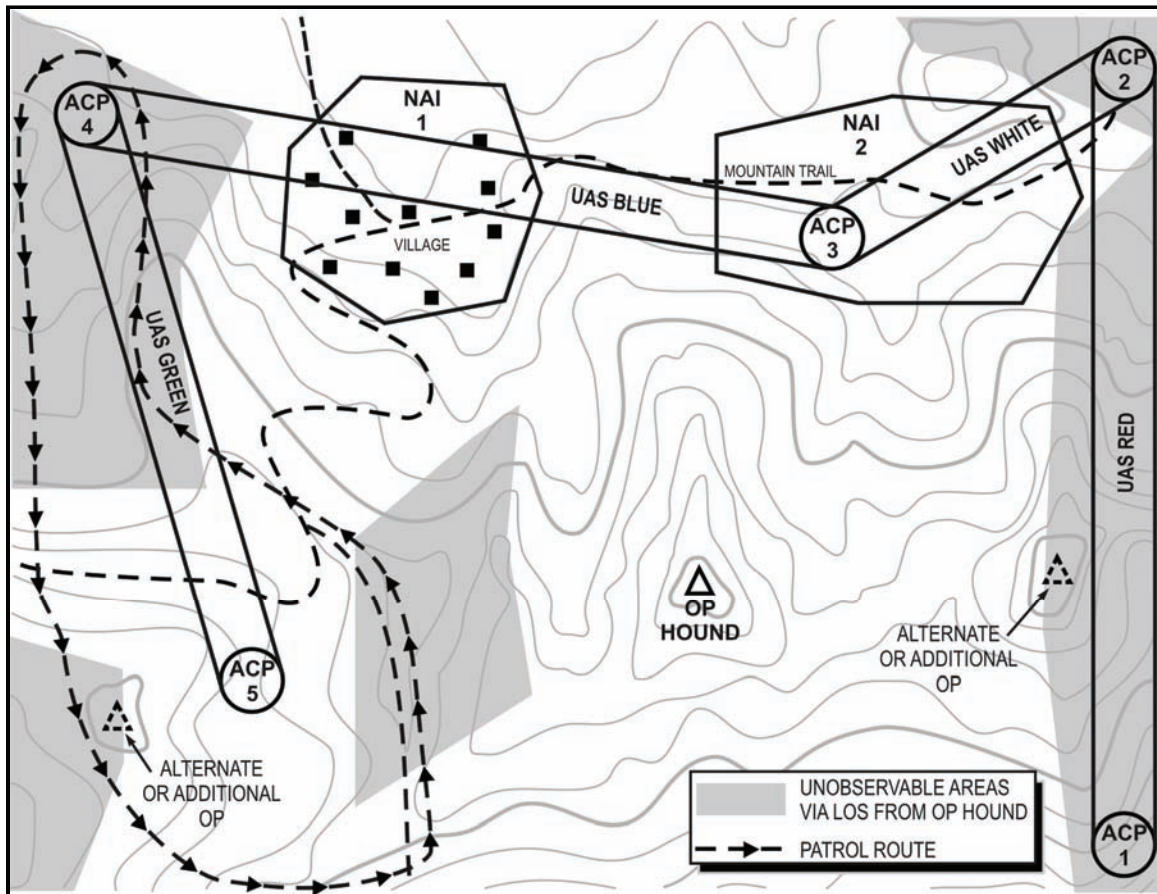 ACP
2
ACP
4
NAI
1
NAI
2
UAS WHITE
MOUNTAIN TRAIL
UAS BLUE
ACP
3
VILLAGE
UAS GREEN
UAS RED
OP
HOUND
ALTERNATE
OR ADDITIONAL
OP
ACP
5
ALTERNATE
OR ADDITIONAL
OP
UNOBSERVABLE AREAS
VIA LOS FROM OP HOUND
PATROL ROUTE
ACP
1